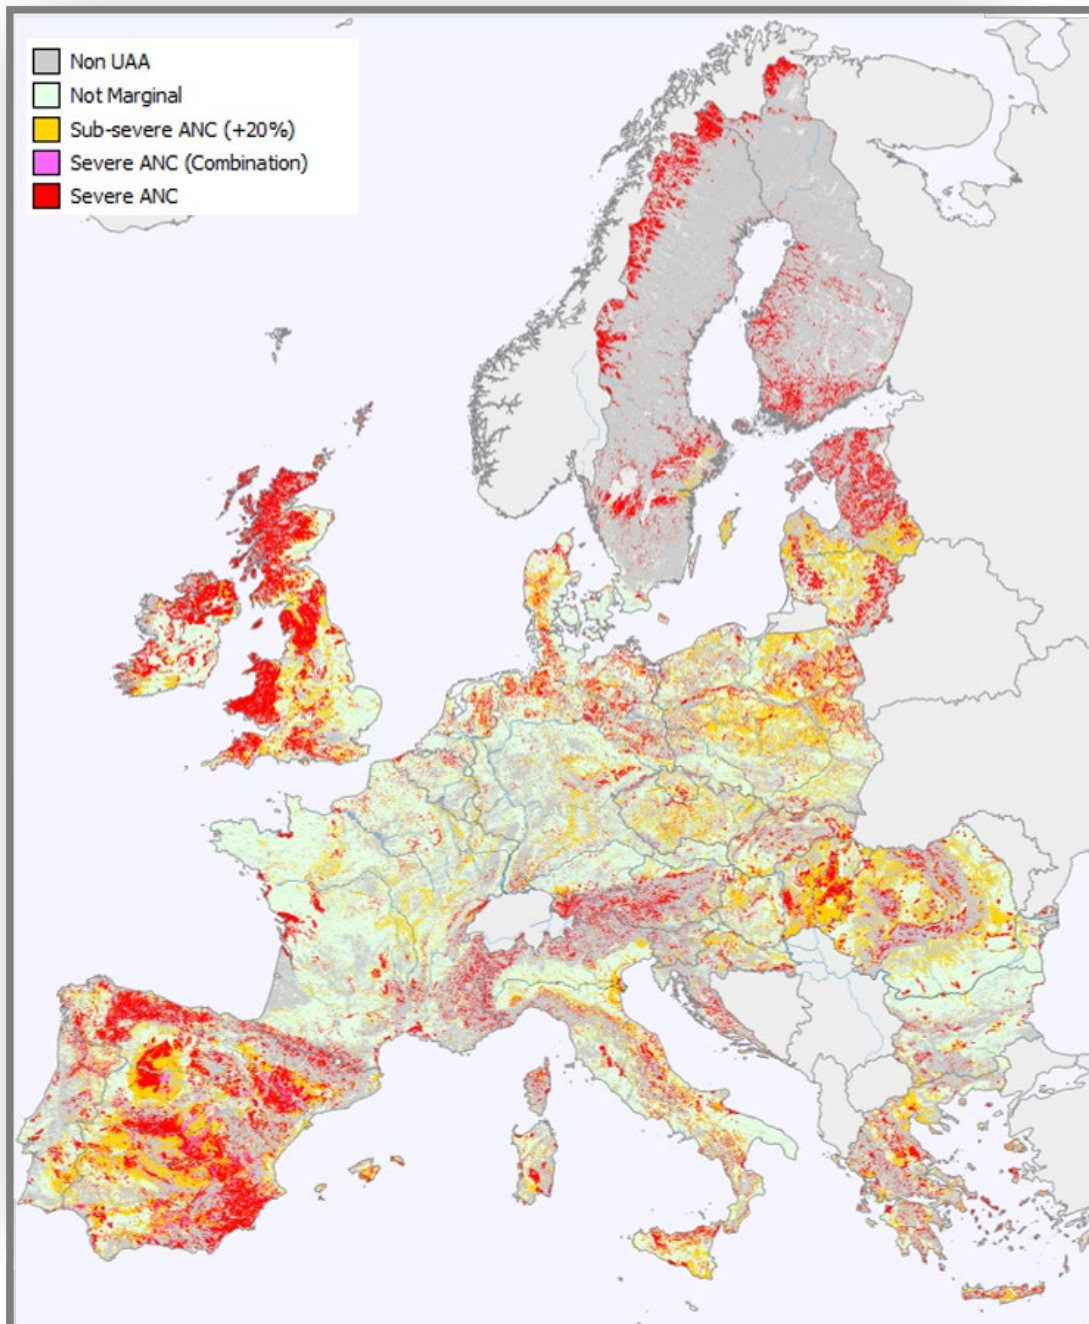 Non UAA
Not Marginal
Sub-severe ANC (+20%)
Severe ANC (Combination)
Severe ANC